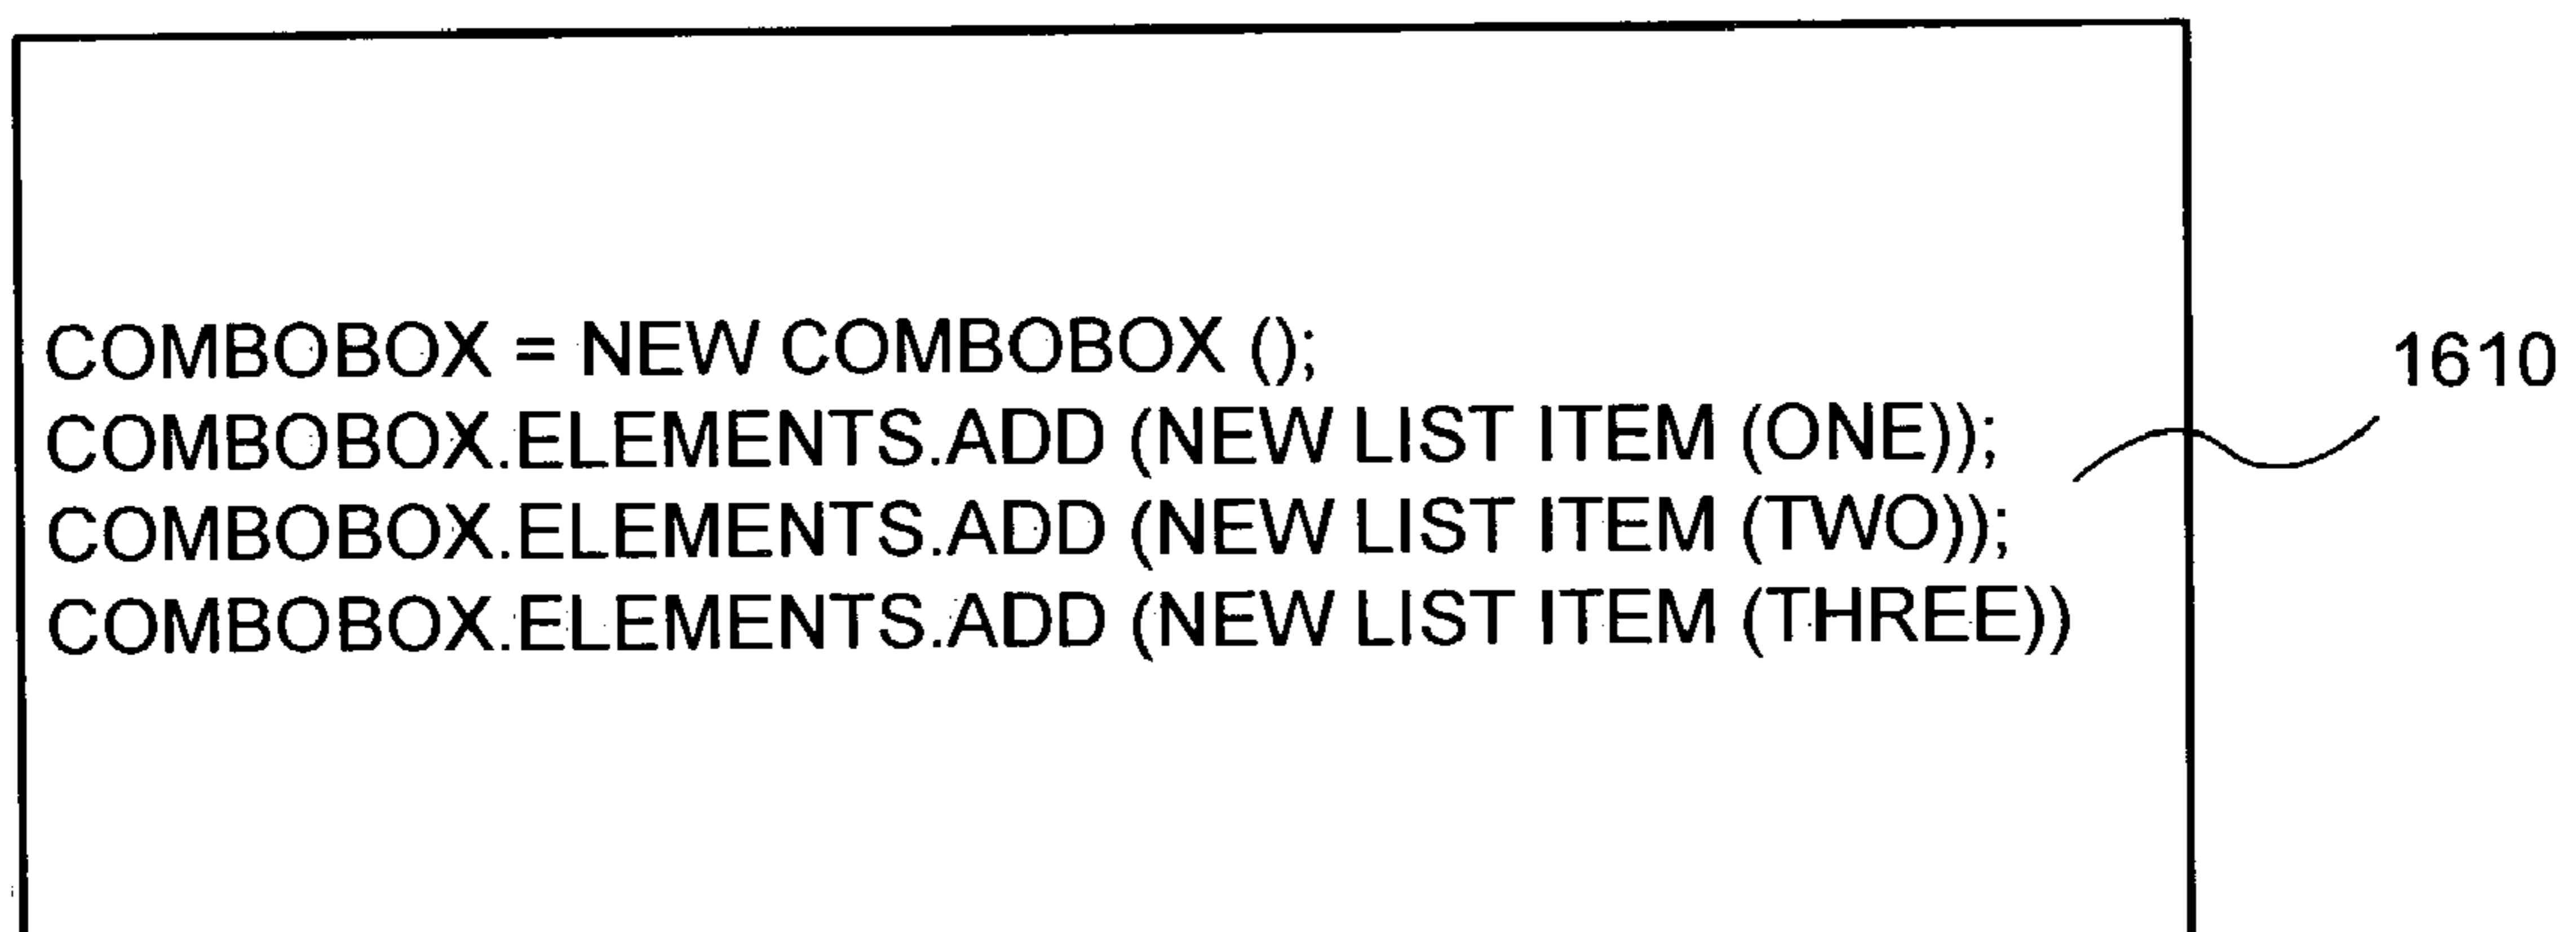 COMBOBOX = NEW COMBOBOX ();
COMBOBOX.ELEMENTS.ADD (NEW LIST ITEM (ONE));
COMBOBOX.ELEMENTS.ADD (NEW LIST ITEM (TWO));
COMBOBOX.ELEMENTS.ADD (NEW LIST ITEM (THREE))
1610